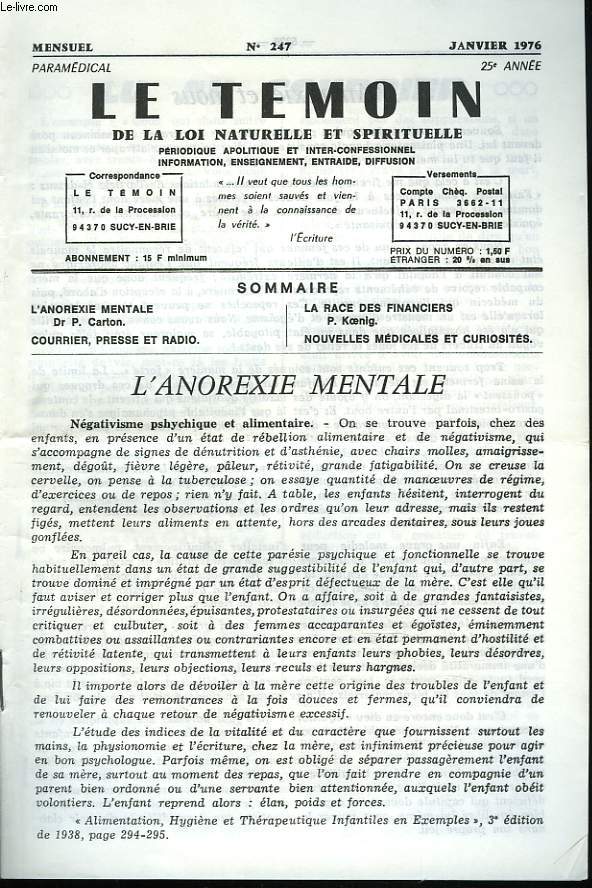 Le-livre.com
MENSUEL N° 247 JANVIER 1976
PARAMÉDICAL 25e ANNÉE
LE TEMOIN
DE LA LOI NATURELLE ET SPIRITUELLE
PÉRIODIQUE APOLITIQUE ET INTER-CONFESSIONNEL
INFORMATION, ENSEIGNEMENT, ENTRAIDE, DIFFUSION
Correspondance
LE TÉMOIN
11, r. de la Procession
94370 SUCY-EN-BRIE
ABONNEMENT : 15 F minimum
« ... Il veut que tous les hom-
mes soient sauvés et vien-
nent à la connaissance de
la vérité. »
l'Écriture
Versements
Compte Chèq. Postal
PARIS 3662-11
11, r. de la Procession
94370 SUCY-EN-BRIE
PRIX DU NUMÉRO : 1,50 F
ÉTRANGER : 20 % en sus
SOMMAIRE
L'ANOREXIE MENTALE
Dr P. Carton.
COURRIER, PRESSE ET RADIO.
LA RACE DES FINANCIERS
P. Kœnig.
NOUVELLES MÉDICALES ET CURIOSITÉS.
L'ANOREXIE MENTALE
Négativisme pshychique et alimentaire. - On se trouve parfois, chez des
enfants, en présence d'un état de rébellion alimentaire et de négativisme, qui
s'accompagne de signes de dénutrition et d'asthénie, avec chairs molles, amaigrisse-
ment, dégoût, fièvre légère, pâleur, rétivité, grande fatigabilité. On se creuse la
cervelle, on pense à la tuberculose ; on essaye quantité de manœuvres de régime,
d'exercices ou de repos ; rien n'y fait. A table, les enfants hésitent, interrogent du
regard, entendent les observations et les ordres qu'on leur adresse, mais ils restent
figés, mettent leurs aliments en attente, hors des arcades dentaires, sous leurs joues
gonflées.
En pareil cas, la cause de cette parésie psychique et fonctionnelle se trouve
habituellement dans un état de grande suggestibilité de l'enfant qui, d'autre part, se
trouve dominé et imprégné par un état d'esprit défectueux de la mère. C'est elle qu'il
faut aviser et corriger plus que l'enfant. On a affaire, soit à de grandes fantaisistes,
irrégulières, désordonnées, épuisantes, protestataires ou insurgées qui ne cessent de tout
critiquer et culbuter, soit à des femmes accaparantes et égoïstes, éminemment
combattives ou assaillantes ou contrariantes encore et en état permanent d'hostilité et
de rétivité latente, qui transmettent à leurs enfants leurs phobies, leurs désordres,
leurs oppositions, leurs objections, leurs reculs et leurs hargnes.
Il importe alors de dévoiler à la mère cette origine des troubles de l'enfant et
de lui faire des remontrances à la fois douces et fermes, qu'il conviendra de
renouveler à chaque retour de négativisme excessif.
L'étude des indices de la vitalité et du caractère que fournissent surtout les
mains, la physionomie et l'écriture, chez la mère, est infiniment précieuse pour agir
en bon psychologue. Parfois même, on est obligé de séparer passagèrement l'enfant
de sa mère, surtout au moment des repas, que l'on fait prendre en compagnie d'un
parent bien ordonné ou d'une servante bien attentionnée, auxquels l'enfant obéit
volontiers. L'enfant reprend alors : élan, poids et forces.
« Alimentation, Hygiène et Thérapeutique Infantiles en Exemples », 3e édition
de 1938, page 294-295.